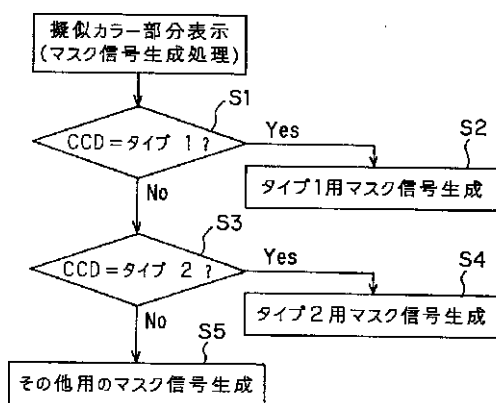 擬似カラー部分表示
(マスク信号生成処理)
S1
CCD=タイプ 1?
Yes
S2
タイプ1用マスク信号生成
No
S3
CCD=タイプ 2?
Yes
S4
タイプ2用マスク信号生成
No
S5
その他用のマスク信号生成